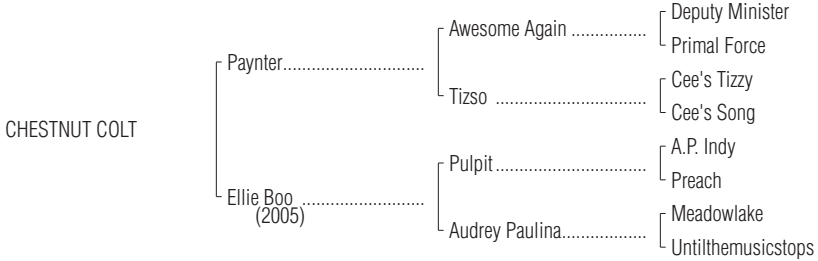 Deputy Minister
Awesome Again ................
Primal Force
Paynter............................
Cee's Tizzy
Tizso ................................
Cee's Song
CHESTNUT COLT
A.P. Indy
Pulpit................................
Preach
Ellie Boo ..........................
(2005)
Meadowlake
Audrey Paulina..................
Untilthemusicstops